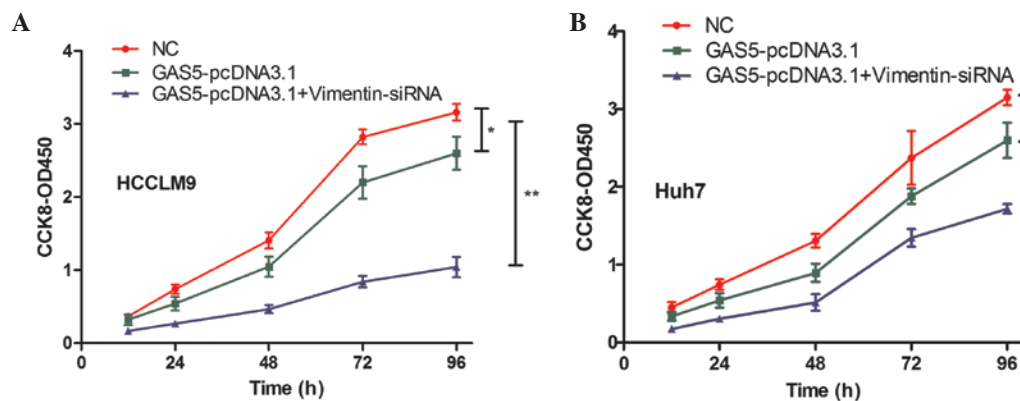 A
NC
GAS5-pcDNA3.1
GAS5-pcDNA3.1+Vimentin-siRNA
4
3
2
1
0
CCK8-OD450
HCCLM9
*
**
0
24
48
72
96
Time (h)
B
NC
GAS5-pcDNA3.1
GAS5-pcDNA3.1+Vimentin-siRNA
4
3
2
1
0
CCK8-OD450
Huh7
0
24
48
72
96
Time (h)